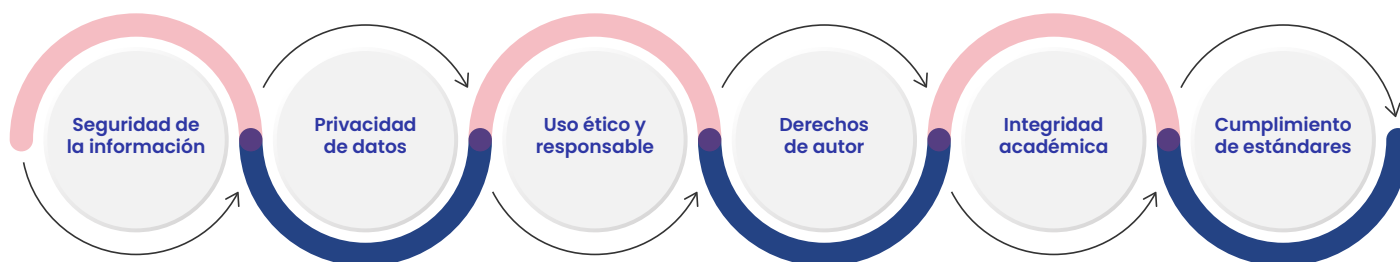 Seguridad de
la información
Privacidad
de datos
Uso ético y
responsable
Derechos
de autor
Integridad
académica
Cumplimiento
de estándares